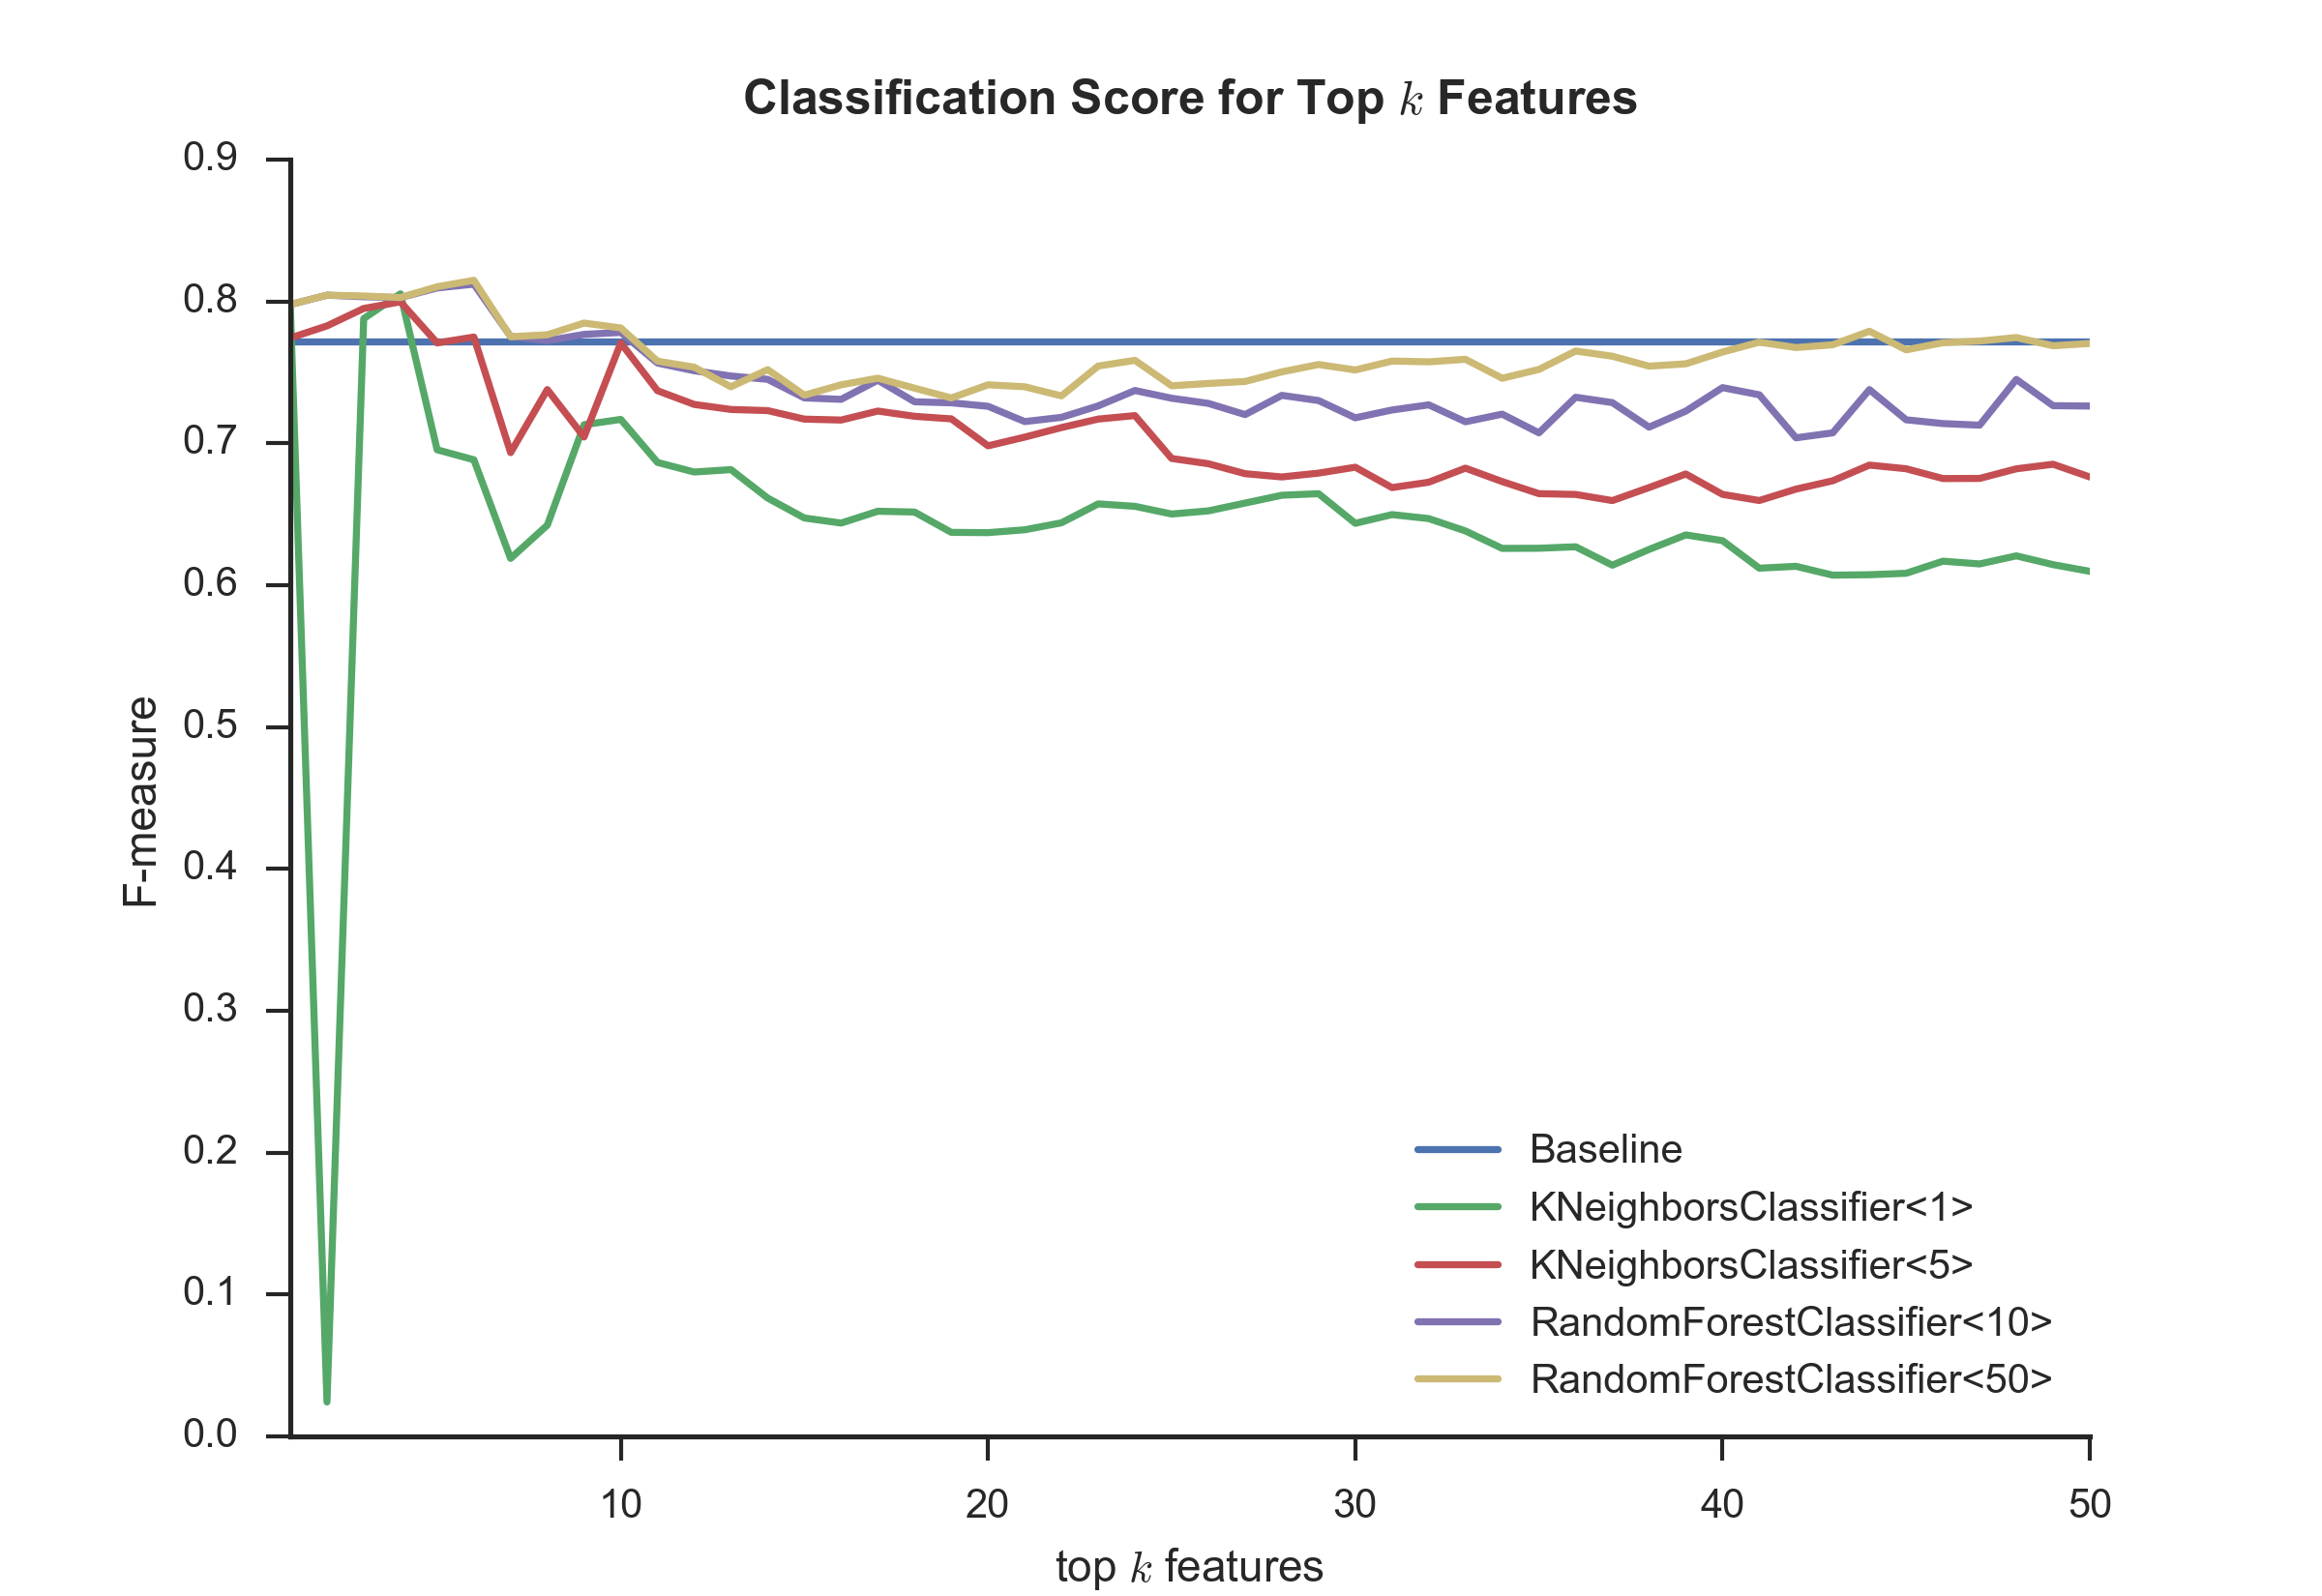 Classification Score for Top k Features
0.9
0.8
0.7
0.6
0.5
0.4
0.3
0.2
0.1
0.0
F-measure
Baseline
KNeighborsClassifier<1>
KNeighborsClassifier<5>
RandomForestClassifier<10>
RandomForestClassifier<50>
10 20 30 40 50
top k features